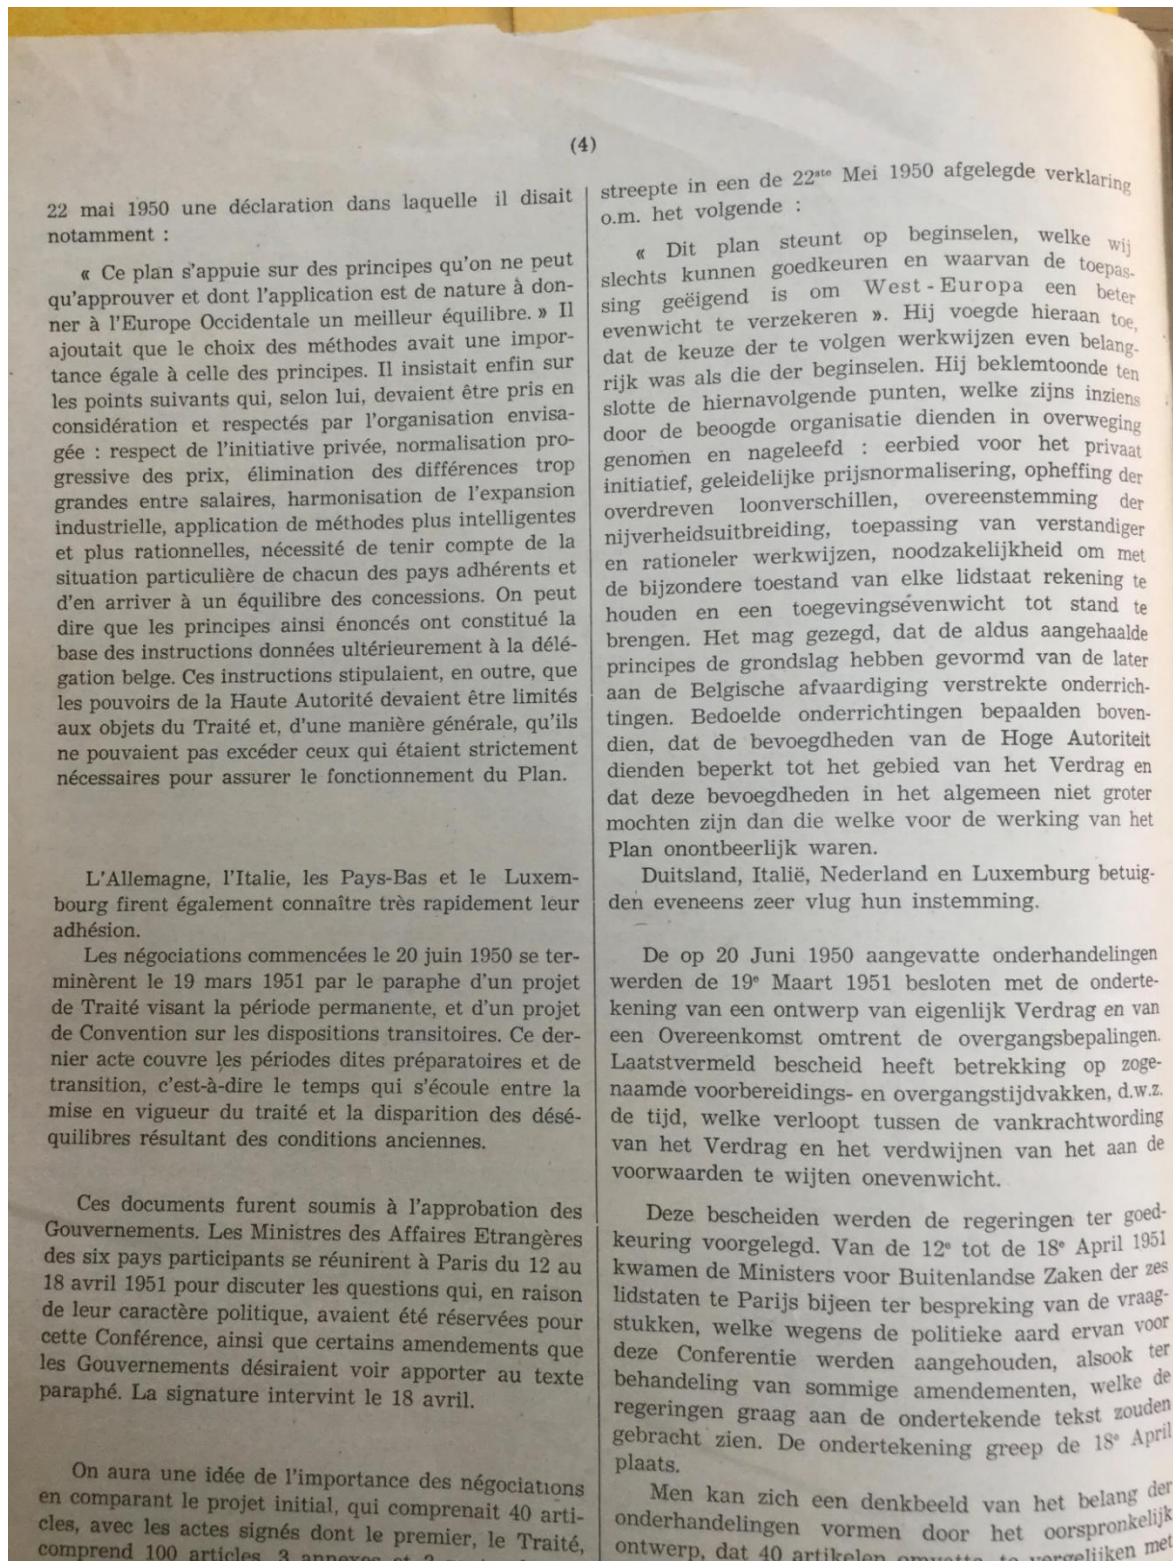 (4)
22 mai 1950 une déclaration dans laquelle il disait
notamment :
« Ce plan s'appuie sur des principes qu'on ne peut
qu'approuver et dont l'application est de nature à don-
ner à l'Europe Occidentale un meilleur équilibre. » Il
ajoutait que le choix des méthodes avait une impor-
tance égale à celle des principes. Il insistait enfin sur
les points suivants qui, selon lui, devaient être pris en
considération et respectés par l'organisation envisa-
gée : respect de l'initiative privée, normalisation pro-
gressive des prix, élimination des différences trop
grandes entre salaires, harmonisation de l'expansion
industrielle, application de méthodes plus intelligentes
et plus rationnelles, nécessité de tenir compte de la
situation particulière de chacun des pays adhérents et
d'en arriver à un équilibre des concessions. On peut
dire que les principes ainsi énoncés ont constitué la
base des instructions données ultérieurement à la délé-
gation belge. Ces instructions stipulaient, en outre, que
les pouvoirs de la Haute Autorité devaient être limités
aux objets du Traité et, d'une manière générale, qu'ils
ne pouvaient pas excéder ceux qui étaient strictement
nécessaires pour assurer le fonctionnement du Plan.
L'Allemagne, l'Italie, les Pays-Bas et le Luxem-
bourg firent également connaître très rapidement leur
adhésion.
Les négociations commencées le 20 juin 1950 se ter-
minèrent le 19 mars 1951 par le paraphe d'un projet
de Traité visant la période permanente, et d'un projet
de Convention sur les dispositions transitoires. Ce der-
nier acte couvre les périodes dites préparatoires et de
transition, c'est-à-dire le temps qui s'écoule entre la
mise en vigueur du traité et la disparition des désé-
quilibres résultant des conditions anciennes.
Ces documents furent soumis à l'approbation des
Gouvernements. Les Ministres des Affaires Etrangères
des six pays participants se réunirent à Paris du 12 au
18 avril 1951 pour discuter les questions qui, en raison
de leur caractère politique, avaient été réservées pour
cette Conférence, ainsi que certains amendements que
les Gouvernements désiraient voir apporter au texte
paraphé. La signature intervint le 18 avril.
On aura une idée de l'importance des négociations
en comparant le projet initial, qui comprenait 40 arti-
cles, avec les actes signés dont le premier, le Traité,
comprend 100 articles, 3 annexes et
streepte in een de 22ste Mei 1950 afgelegde verklaring
o.m. het volgende :
« Dit plan steunt op beginselen, welke wij
slechts kunnen goedkeuren en waarvan de toepas-
sing geëigend is om West-Europa een beter
evenwicht te verzekeren ». Hij voegde hieraan toe,
dat de keuze der te volgen werkwijzen even belang-
rijk was als die der beginselen. Hij beklemtoonde ten
slotte de hiernavolgende punten, welke zijns inziens
door de beoogde organisatie dienden in overweging
genomen en nageleefd : eerbied voor het privaat
initiatief, geleidelijke prijsnormalisering, opheffing der
overdreven loonverschillen, overeenstemming der
nijverheidsuitbreiding, toepassing van verstandiger
en rationeler werkwijzen, noodzakelijkheid om met
de bijzondere toestand van elke lidstaat rekening te
houden en een toegevingsevenwicht tot stand te
brengen. Het mag gezegd, dat de aldus aangehaalde
principes de grondslag hebben gevormd van de later
aan de Belgische afvaardiging verstrekte onderrich-
tingen. Bedoelde onderrichtingen bepaalden boven-
dien, dat de bevoegdheden van de Hoge Autoriteit
dienden beperkt tot het gebied van het Verdrag en
dat deze bevoegdheden in het algemeen niet groter
mochten zijn dan die welke voor de werking van het
Plan onontbeerlijk waren.
Duitsland, Italië, Nederland en Luxemburg betuig-
den eveneens zeer vlug hun instemming.
De op 20 Juni 1950 aangevatte onderhandelingen
werden de 19e Maart 1951 besloten met de onderte-
kening van een ontwerp van eigenlijk Verdrag en van
een Overeenkomst omtrent de overgangsbepalingen.
Laatstvermeld bescheid heeft betrekking op zoge-
naamde voorbereidings- en overgangstijdvakken, d.w.z.
de tijd, welke verloopt tussen de vankrachtwording
van het Verdrag en het verdwijnen van het aan de
voorwaarden te wijten onevenwicht.
Deze bescheiden werden de regeringen ter goed-
keuring voorgelegd. Van de 12e tot de 18e April 1951
kwamen de Ministers voor Buitenlandse Zaken der zes
lidstaten te Parijs bijeen ter bespreking van de vraag-
stukken, welke wegens de politieke aard ervan voor
deze Conferentie werden aangehouden, alsook ter
behandeling van sommige amendementen, welke de
regeringen graag aan de ondertekende tekst zouden
gebracht zien. De ondertekening greep de 18e April
plaats.
Men kan zich een denkbeeld van het belang der
onderhandelingen vormen door het oorspronkelijk
ontwerp, dat 40 artikelen omvatte, te vergelijken met